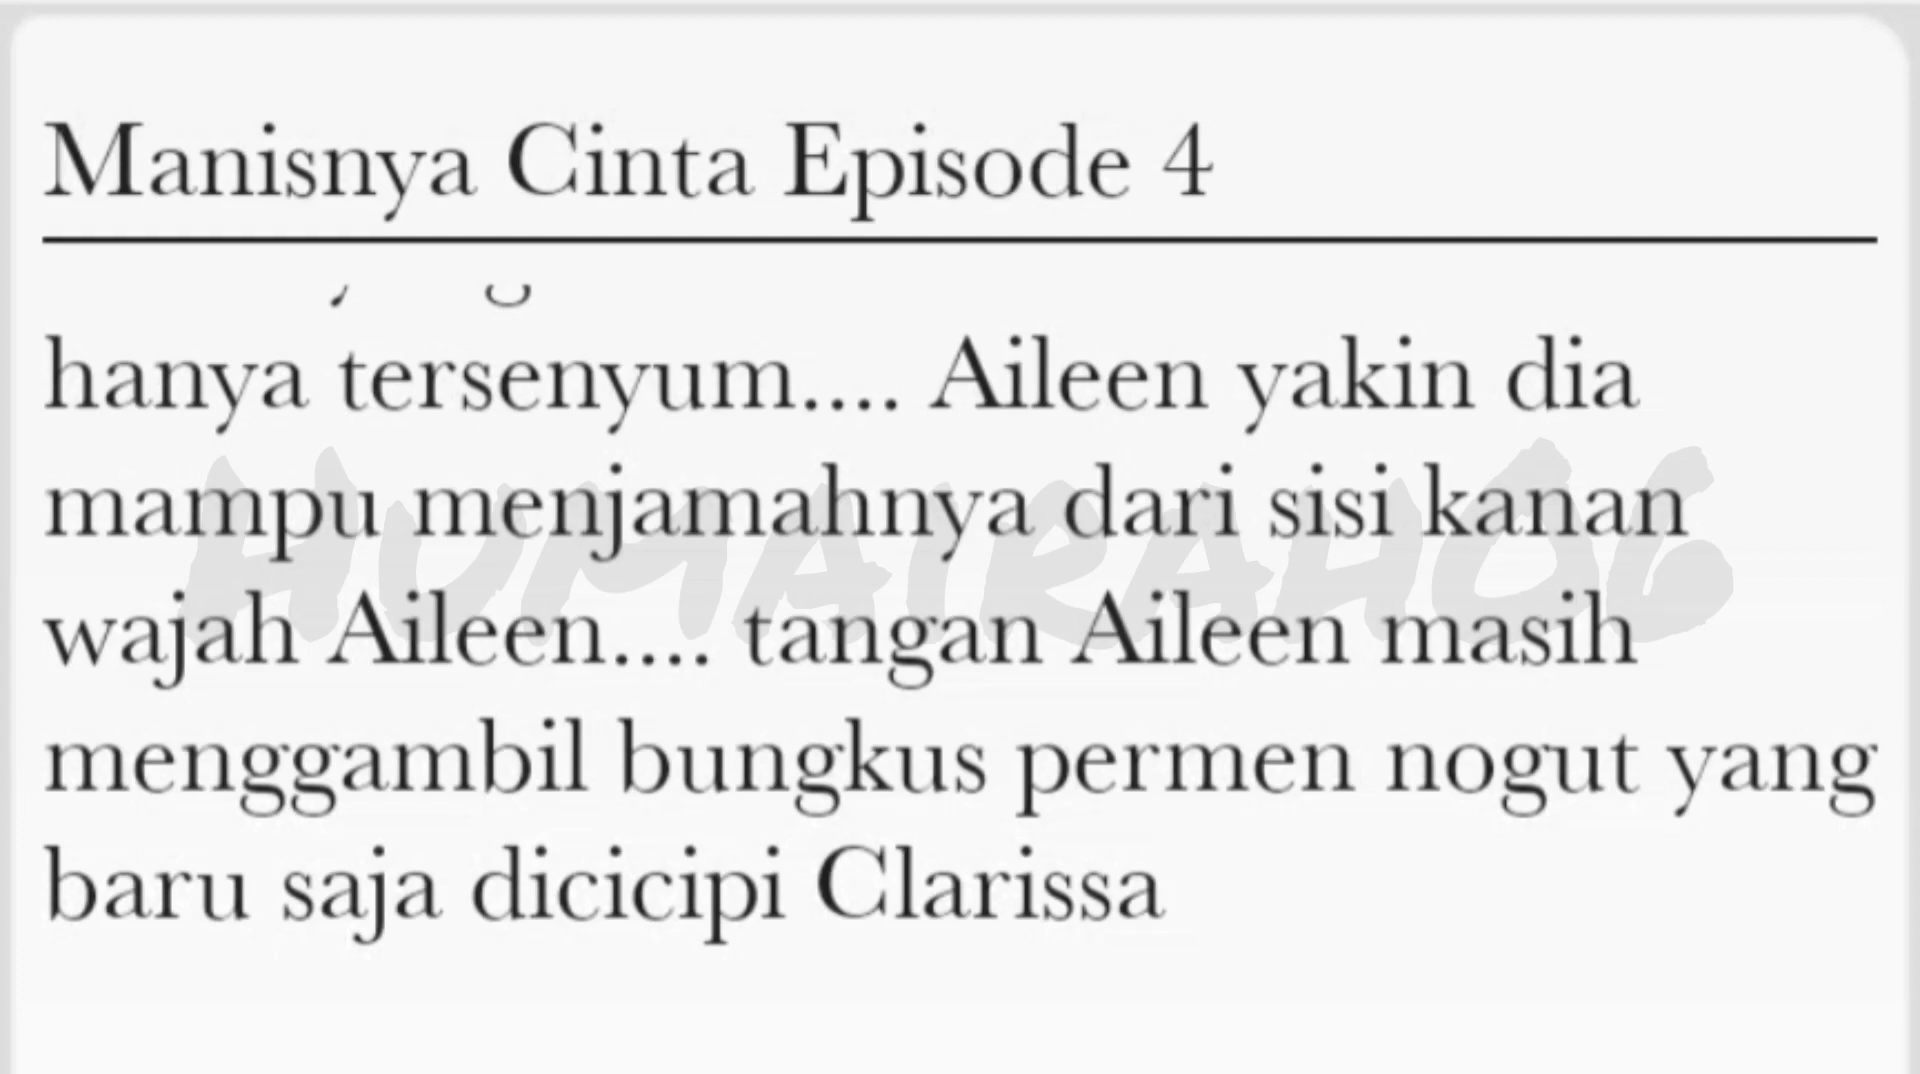 Manisnya Cinta Episode 4
hanya tersenyum.... Aileen yakin dia
mampu menjamahnya dari sisi kanan
wajah Aileen.... tangan Aileen masih
menggambil bungkus permen nogut yang
baru saja dicicipi Clarissa
HUMAIRAH06